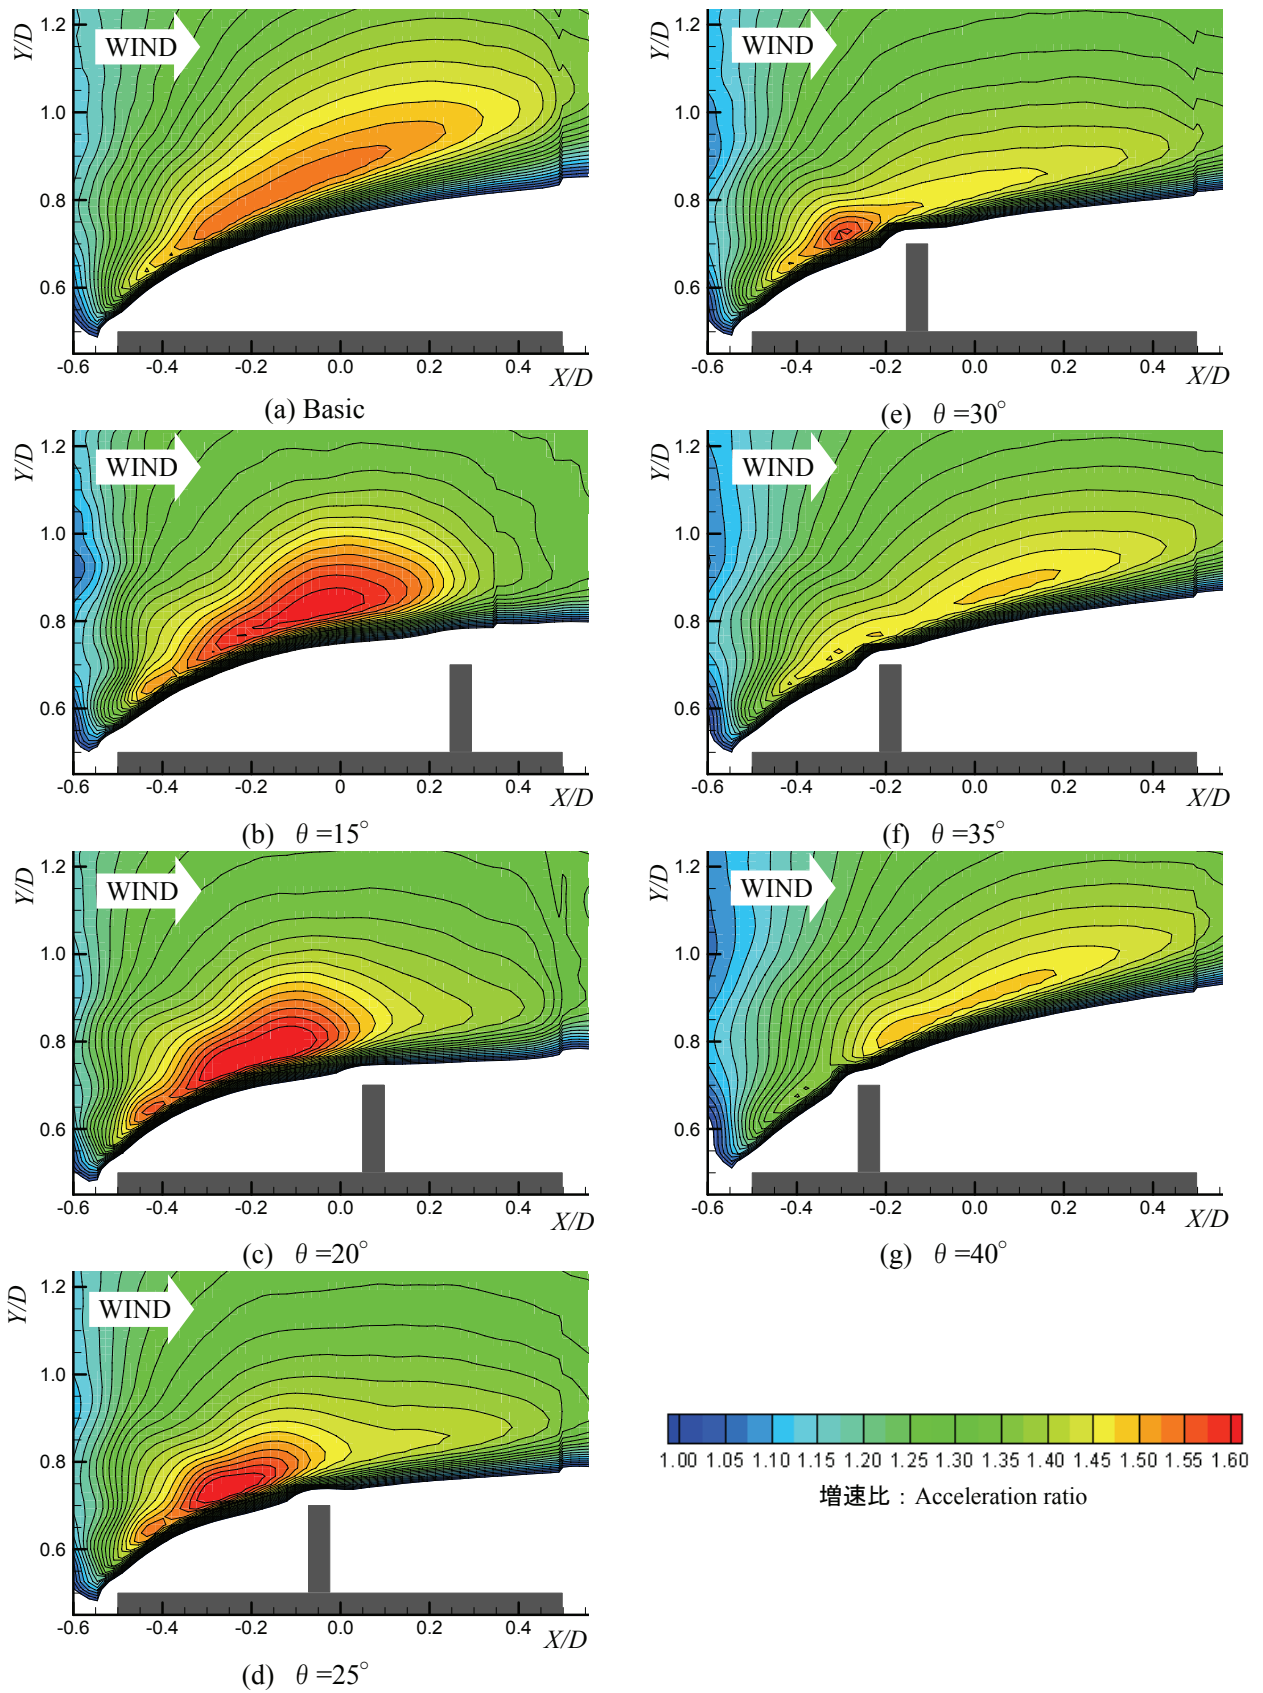 Y/D
1.2
1.0
0.8
0.6
WIND
-0.6 -0.4 -0.2 0.0 0.2 0.4
X/D
(a) Basic
Y/D
1.2
1.0
0.8
0.6
WIND
-0.6 -0.4 -0.2 0.0 0.2 0.4
X/D
(e) θ =30°
Y/D
1.2
1.0
0.8
0.6
WIND
-0.6 -0.4 -0.2 0 0.2 0.4
X/D
(b) θ =15°
Y/D
1.2
1.0
0.8
0.6
WIND
-0.6 -0.4 -0.2 0.0 0.2 0.4
X/D
(f) θ =35°
Y/D
1.2
1.0
0.8
0.6
WIND
-0.6 -0.4 -0.2 0.0 0.2 0.4
X/D
(c) θ =20°
Y/D
1.2
1.0
0.8
0.6
WIND
-0.6 -0.4 -0.2 0.0 0.2 0.4
X/D
(g) θ =40°
Y/D
1.2
1.0
0.8
0.6
WIND
-0.6 -0.4 -0.2 0.0 0.2 0.4
X/D
(d) θ =25°
1.00 1.05 1.10 1.15 1.20 1.25 1.30 1.35 1.40 1.45 1.50 1.55 1.60
増速比：Acceleration ratio